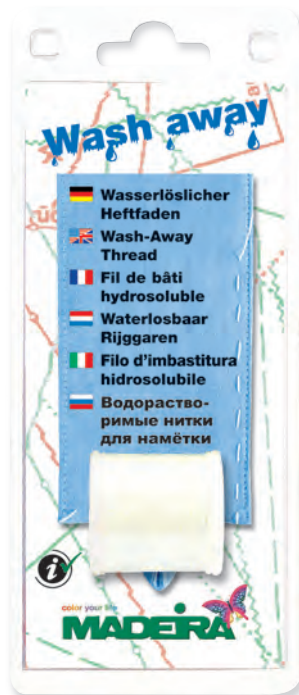 Wash away
Wasserlöslicher
Heftfaden
Wash-Away
Thread
Fil de bâti
hydrosoluble
Waterlosbaar
Rijggaren
Filo d'imbastitura
hidrosolubile
Водораство-
римые нитки
для намётки
i
color your life
MADEIRA